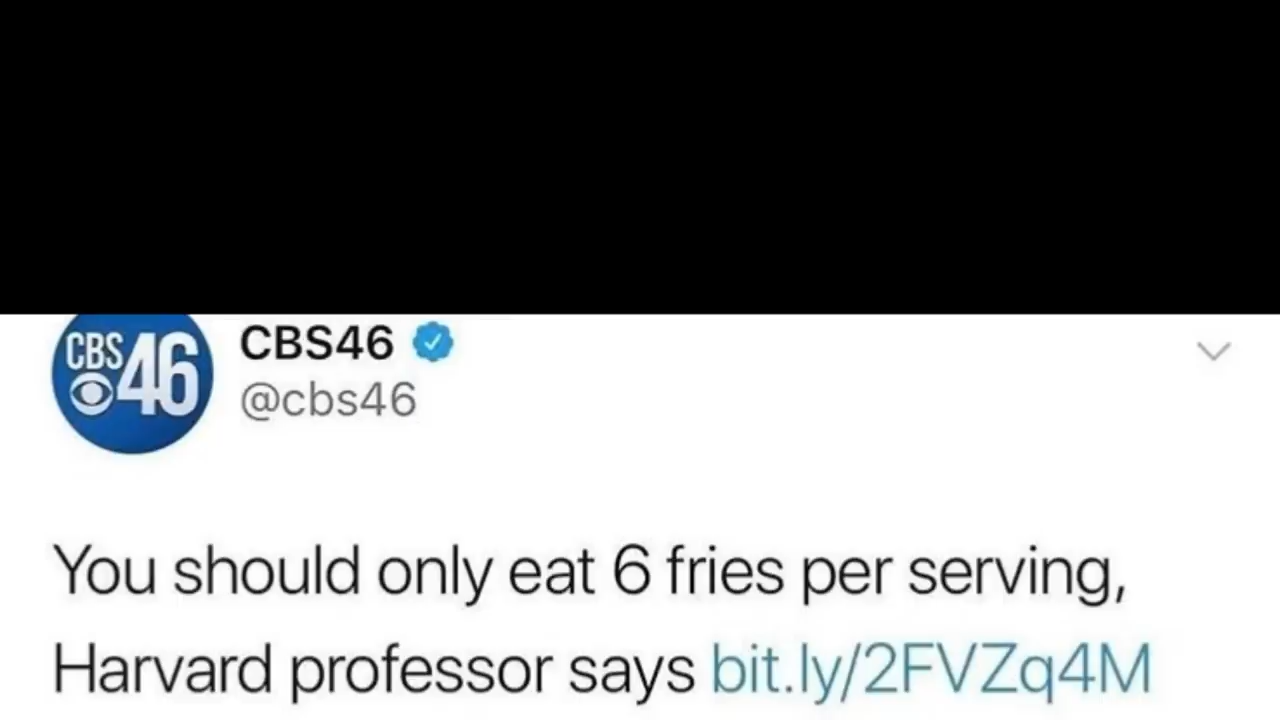 CBS 46
CBS46
@cbs46
You should only eat 6 fries per serving,
Harvard professor says bit.ly/2FVZq4M